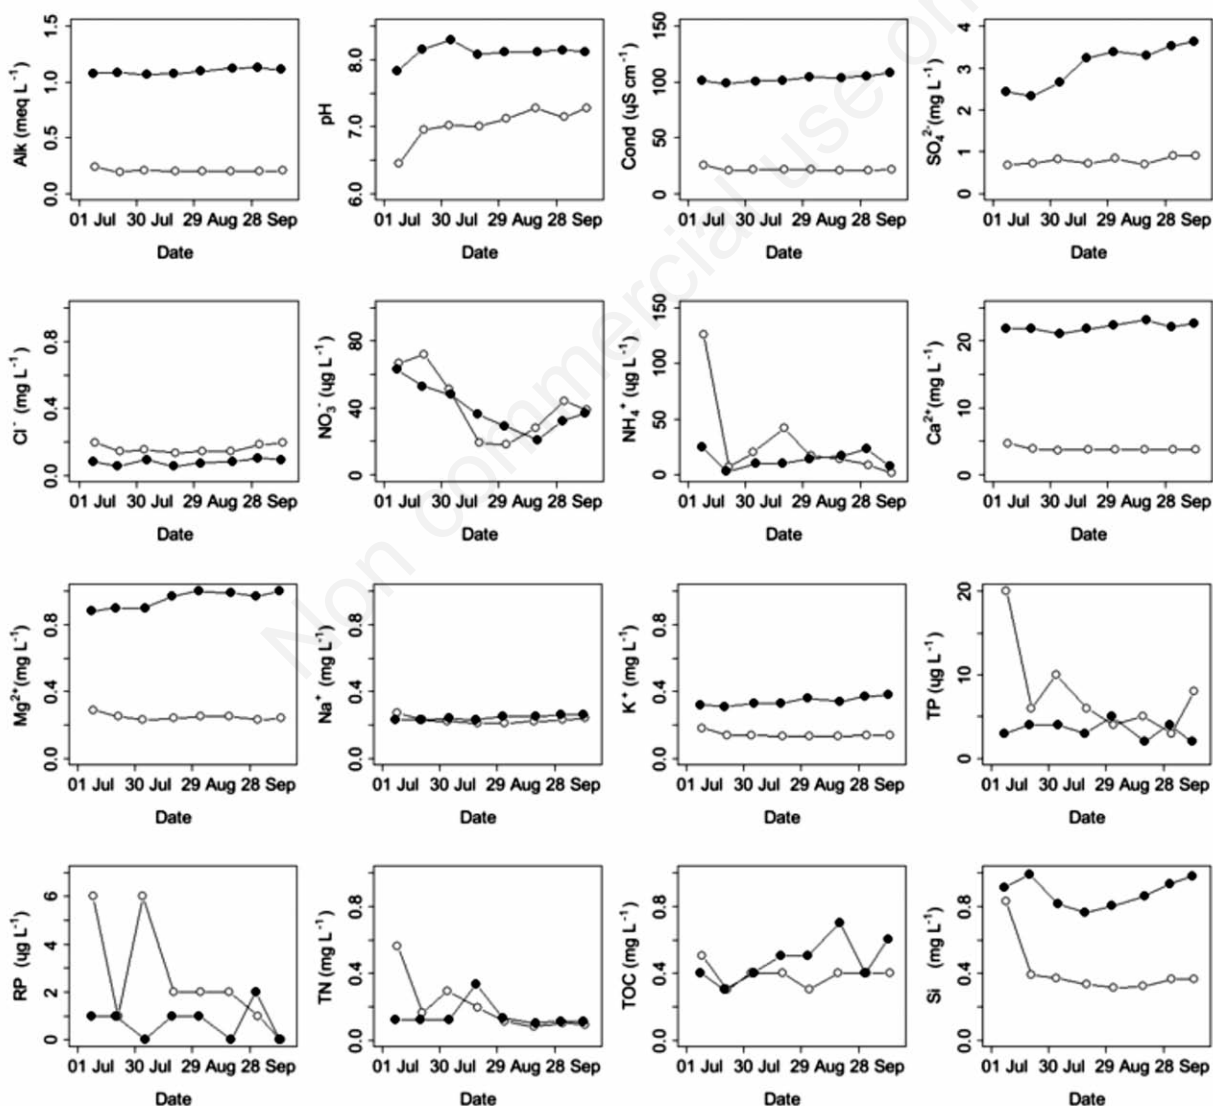 Alk (meq L⁻¹)
1.5
1.0
0.5
0.0
01 Jul 30 Jul 29 Aug 28 Sep
Date
pH
8.0
7.0
6.0
01 Jul 30 Jul 29 Aug 28 Sep
Date
Cond (ųS cm⁻¹)
150
100
50
0
01 Jul 30 Jul 29 Aug 28 Sep
Date
SO₄²⁻(mg L⁻¹)
4
3
2
1
0
01 Jul 30 Jul 29 Aug 28 Sep
Date
Cl⁻ (mg L⁻¹)
0.8
0.4
0.0
01 Jul 30 Jul 29 Aug 28 Sep
Date
NO₃⁻ (ųg L⁻¹)
80
40
0
01 Jul 30 Jul 29 Aug 28 Sep
Date
NH₄⁺ (ųg L⁻¹)
150
100
50
0
01 Jul 30 Jul 29 Aug 28 Sep
Date
Ca²⁺(mg L⁻¹)
20
10
0
01 Jul 30 Jul 29 Aug 28 Sep
Date
Mg²⁺(mg L⁻¹)
0.8
0.4
0.0
01 Jul 30 Jul 29 Aug 28 Sep
Date
Na⁺ (mg L⁻¹)
0.8
0.4
0.0
01 Jul 30 Jul 29 Aug 28 Sep
Date
K⁺ (mg L⁻¹)
0.8
0.4
0.0
01 Jul 30 Jul 29 Aug 28 Sep
Date
TP (ųg L⁻¹)
20
10
0
01 Jul 30 Jul 29 Aug 28 Sep
Date
RP (ųg L⁻¹)
6
4
2
0
01 Jul 30 Jul 29 Aug 28 Sep
Date
TN (mg L⁻¹)
0.8
0.4
0.0
01 Jul 30 Jul 29 Aug 28 Sep
Date
TOC (mg L⁻¹)
0.8
0.4
0.0
01 Jul 30 Jul 29 Aug 28 Sep
Date
Si (mg L⁻¹)
0.8
0.4
0.0
01 Jul 30 Jul 29 Aug 28 Sep
Date
Non commercial use on